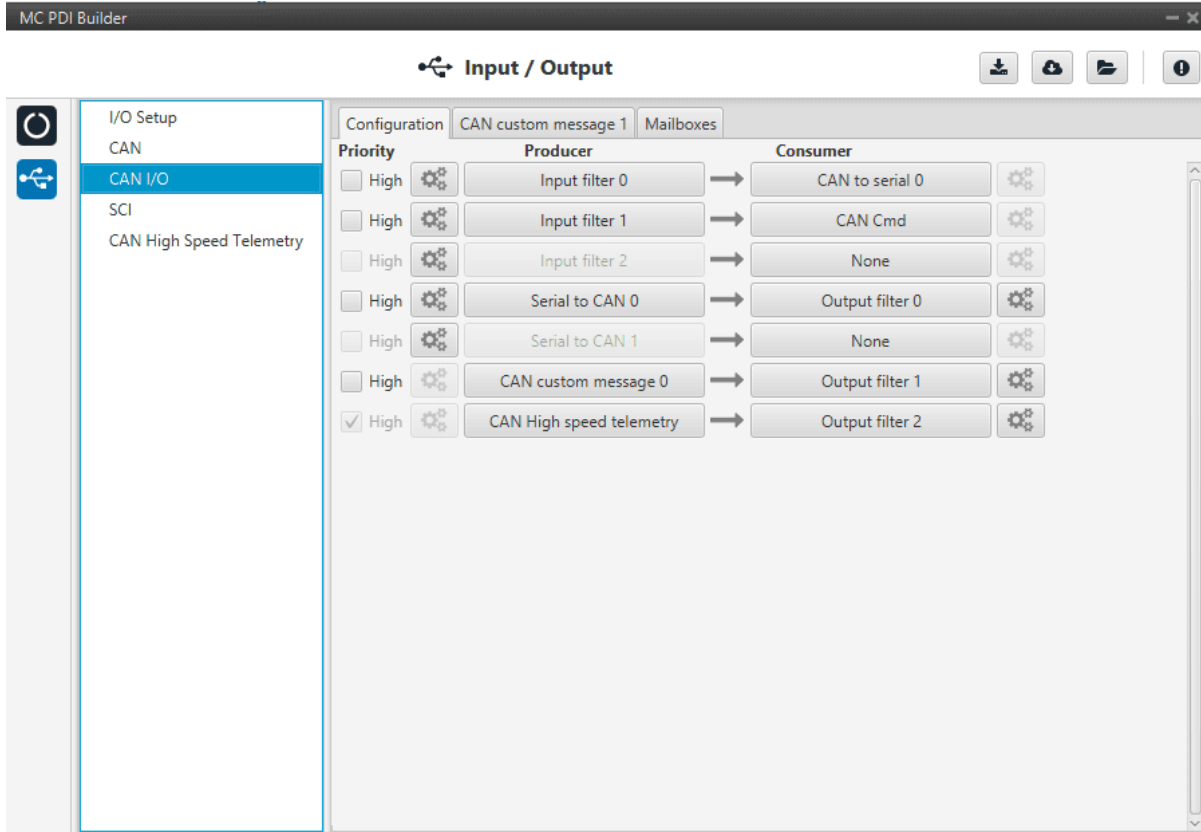 MC PDI Builder
Input / Output
I/O Setup
CAN
CAN I/O
SCI
CAN High Speed Telemetry
Configuration CAN custom message 1 Mailboxes
Priority Producer Consumer
High Input filter 0 CAN to serial 0
High Input filter 1 CAN Cmd
High Input filter 2 None
High Serial to CAN 0 Output filter 0
High Serial to CAN 1 None
High CAN custom message 0 Output filter 1
High CAN High speed telemetry Output filter 2